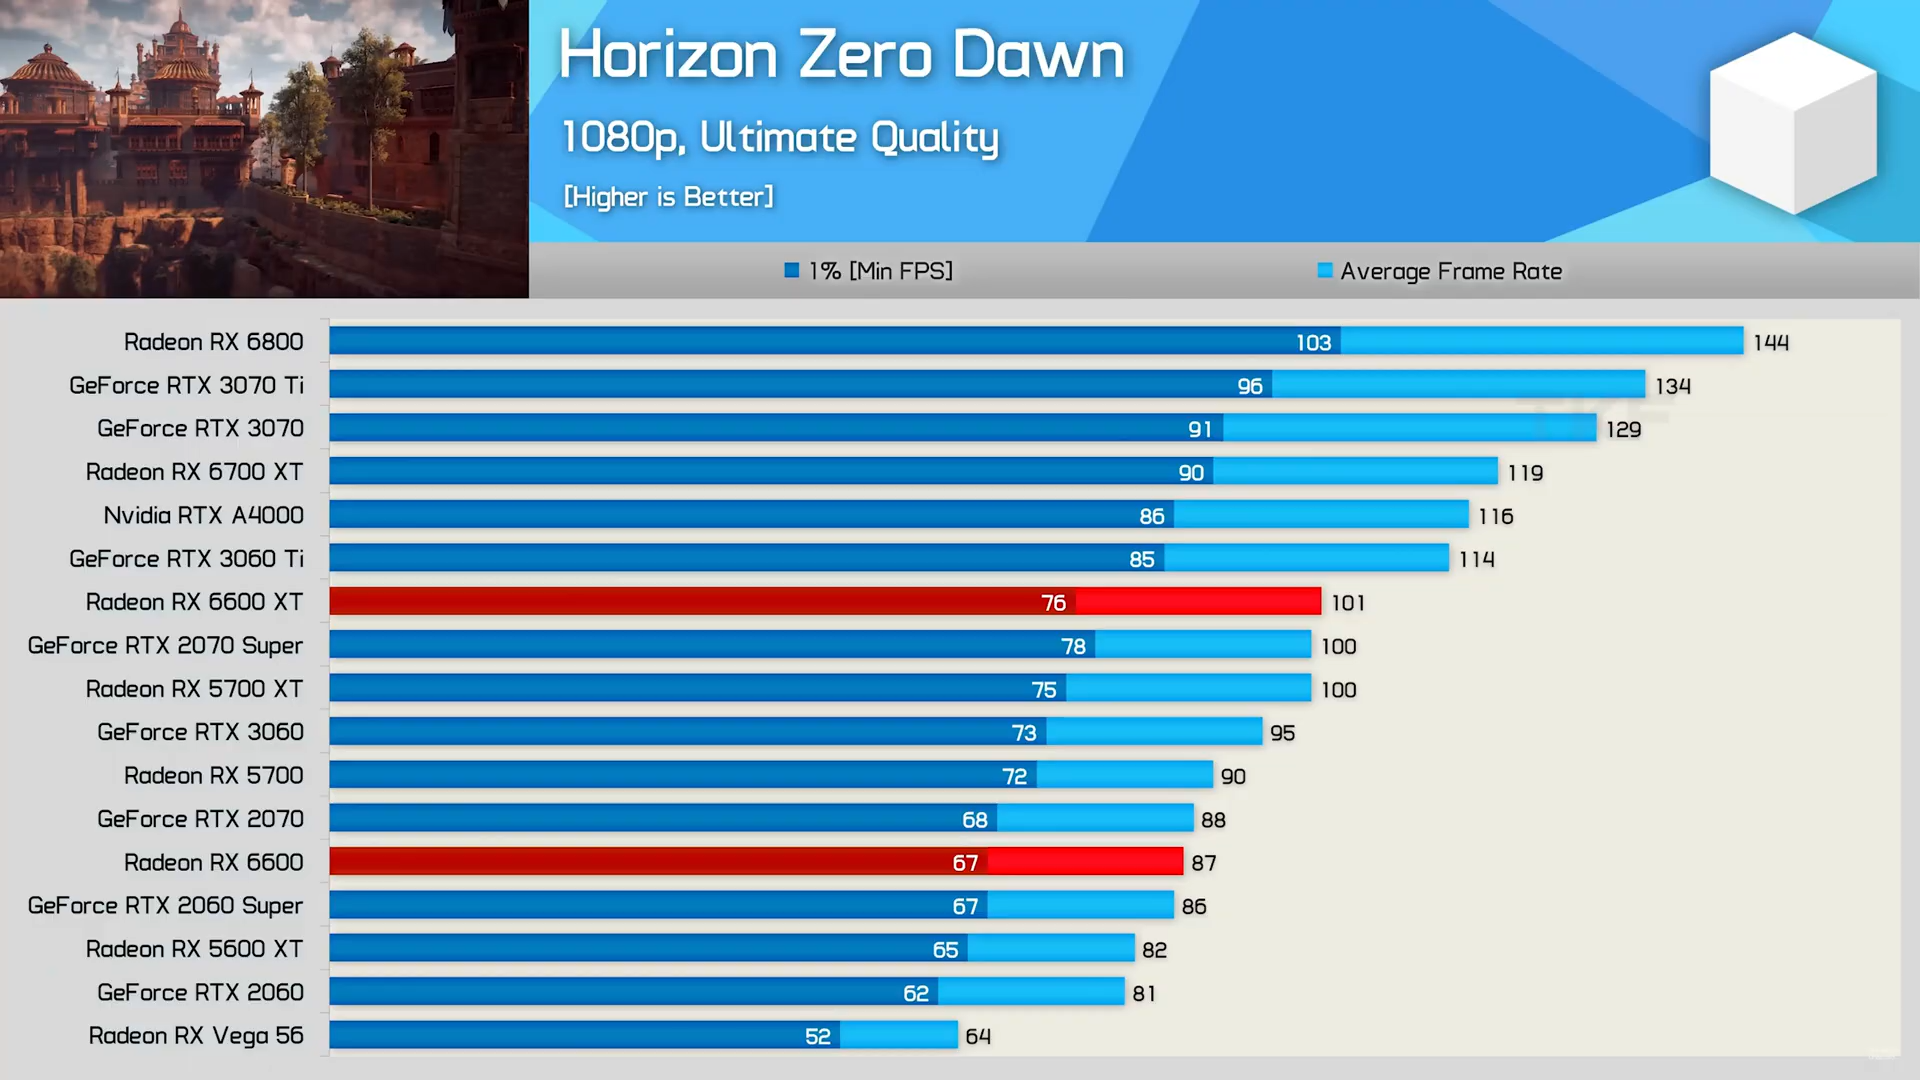 Horizon Zero Dawn
1080p, Ultimate Quality
[Higher is Better]
1% [Min FPS]
Average Frame Rate
Radeon RX 6800 103 144
GeForce RTX 3070 Ti 96 134
GeForce RTX 3070 91 129
Radeon RX 6700 XT 90 119
Nvidia RTX A4000 86 116
GeForce RTX 3060 Ti 85 114
Radeon RX 6600 XT 76 101
GeForce RTX 2070 Super 78 100
Radeon RX 5700 XT 75 100
GeForce RTX 3060 73 95
Radeon RX 5700 72 90
GeForce RTX 2070 68 88
Radeon RX 6600 67 87
GeForce RTX 2060 Super 67 86
Radeon RX 5600 XT 65 82
GeForce RTX 2060 62 81
Radeon RX Vega 56 52 64